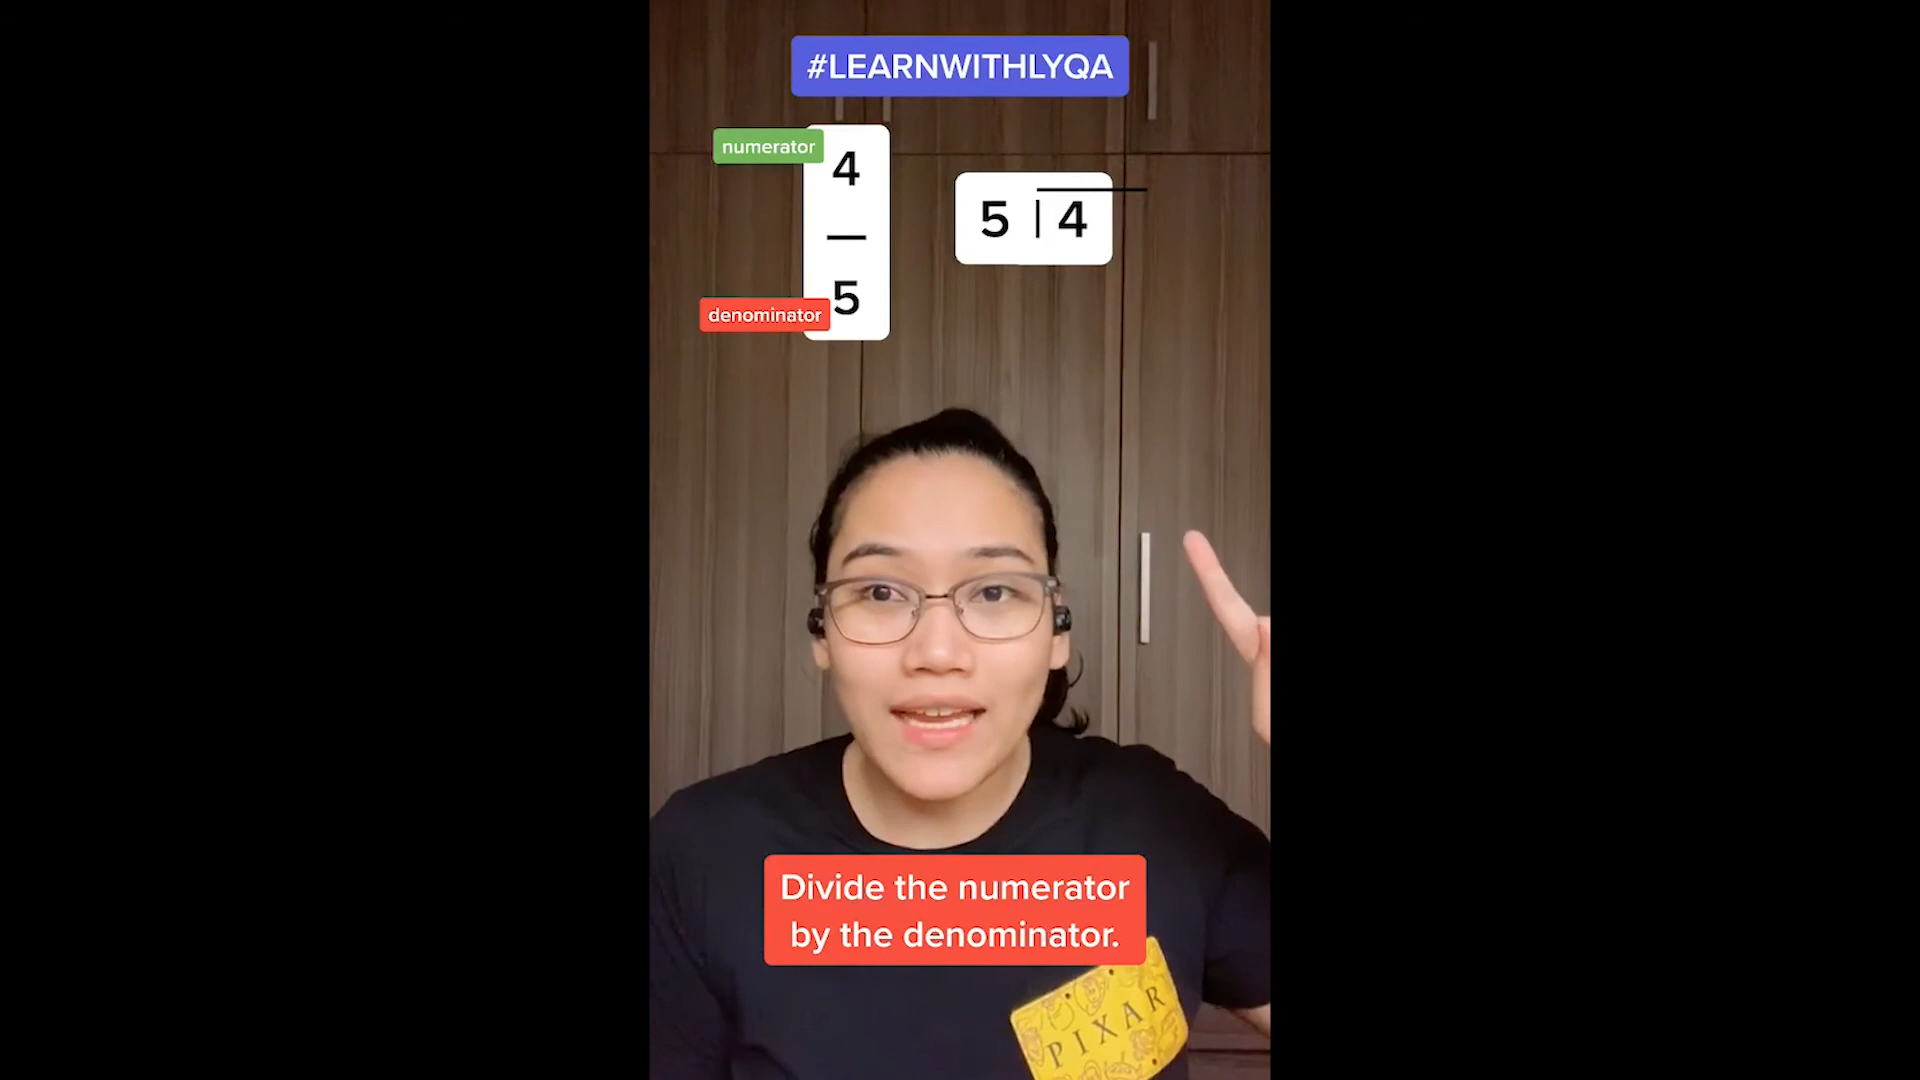 #LEARNWITHLYQA
numerator
4
5
denominator
5 | 4
Divide the numerator
by the denominator.
PIXAR